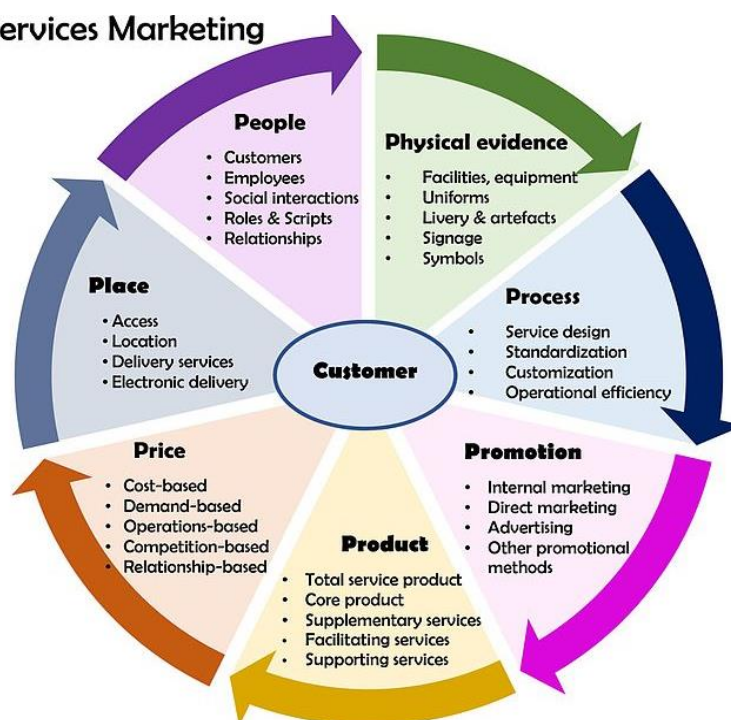 ervices Marketing
People
• Customers
• Employees
• Social interactions
• Roles & Scripts
• Relationships
Physical evidence
• Facilities, equipment
• Uniforms
• Livery & artefacts
• Signage
• Symbols
Process
• Service design
• Standardization
• Customization
• Operational efficiency
Promotion
• Internal marketing
• Direct marketing
• Advertising
• Other promotional
methods
Product
• Total service product
• Core product
• Supplementary services
• Facilitating services
• Supporting services
Price
• Cost-based
• Demand-based
• Operations-based
• Competition-based
• Relationship-based
Place
• Access
• Location
• Delivery services
• Electronic delivery
Customer